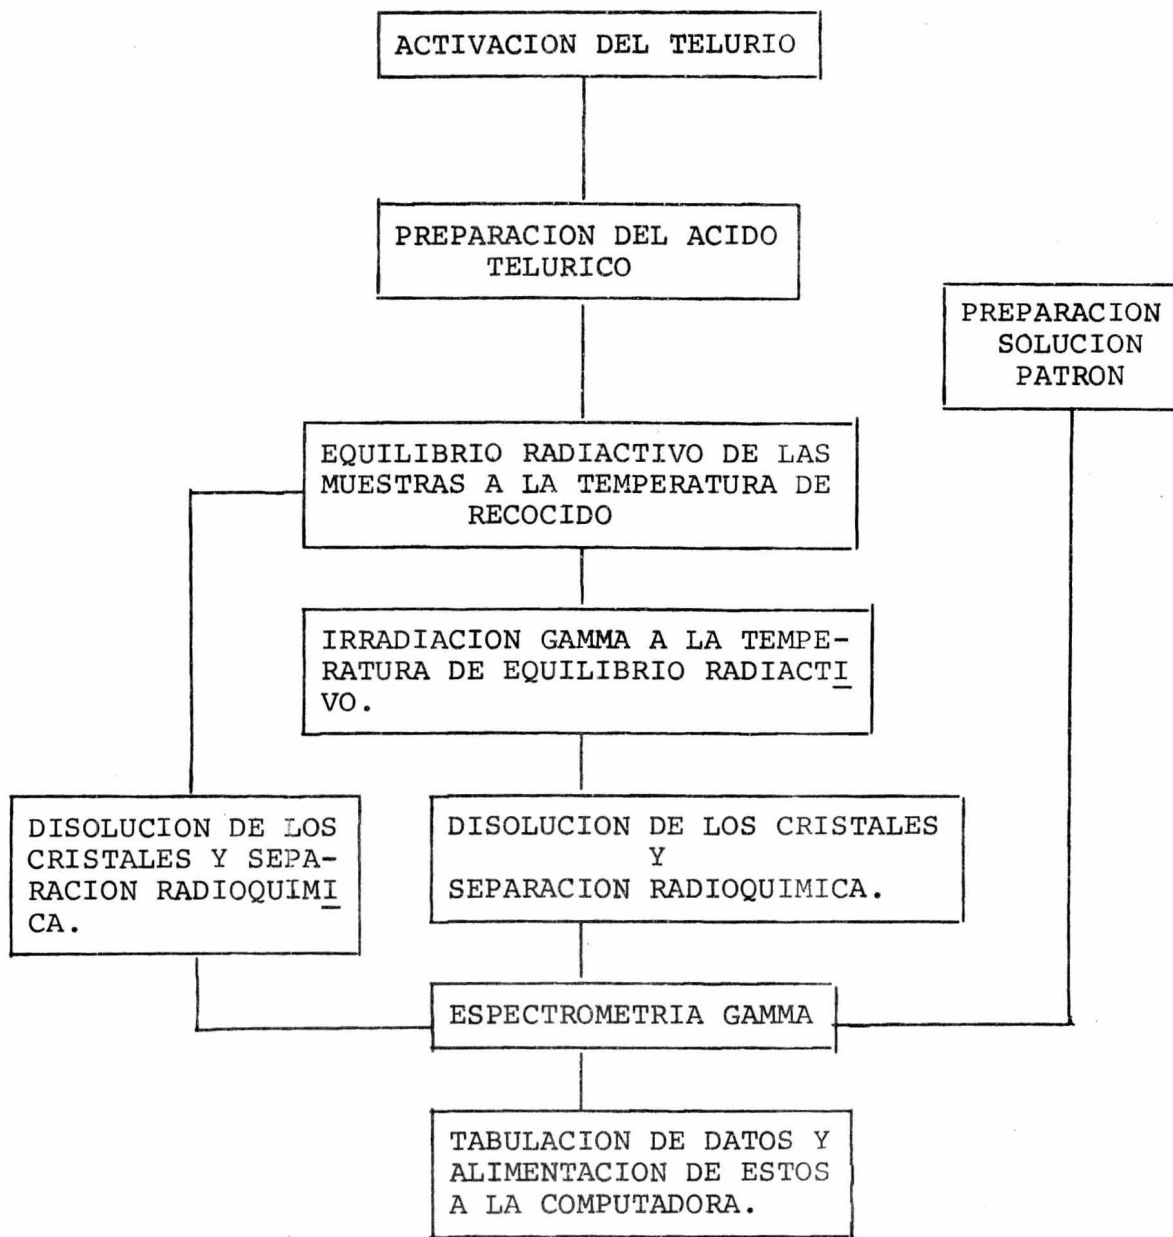 ACTIVACION DEL TELURIO
PREPARACION DEL ACIDO
TELURICO
PREPARACION
SOLUCION
PATRON
EQUILIBRIO RADIACTIVO DE LAS
MUESTRAS A LA TEMPERATURA DE
RECOCIDO
IRRADIACION GAMMA A LA TEMPE-
RATURA DE EQUILIBRIO RADIACTI
VO.
DISOLUCION DE LOS
CRISTALES Y SEPA-
RACION RADIOQUIMI
CA.
DISOLUCION DE LOS CRISTALES
Y
SEPARACION RADIOQUIMICA.
ESPECTROMETRIA GAMMA
TABULACION DE DATOS Y
ALIMENTACION DE ESTOS
A LA COMPUTADORA.